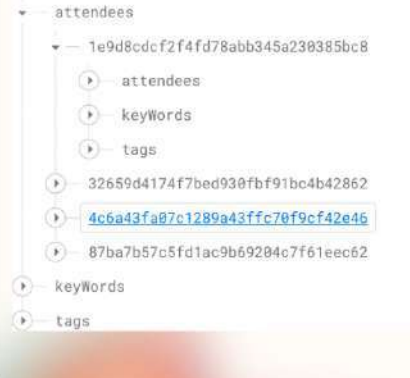 attendees
1e9d8cdcf2f4fd78abb345a230385bc8
attendees
keyWords
tags
32659d4174f7bed930fbf91bc4b42862
4c6a43fa07c1289a43ffc70f9cf42e46
87ba7b57c5fd1ac9b69204c7f61eec62
keyWords
tags